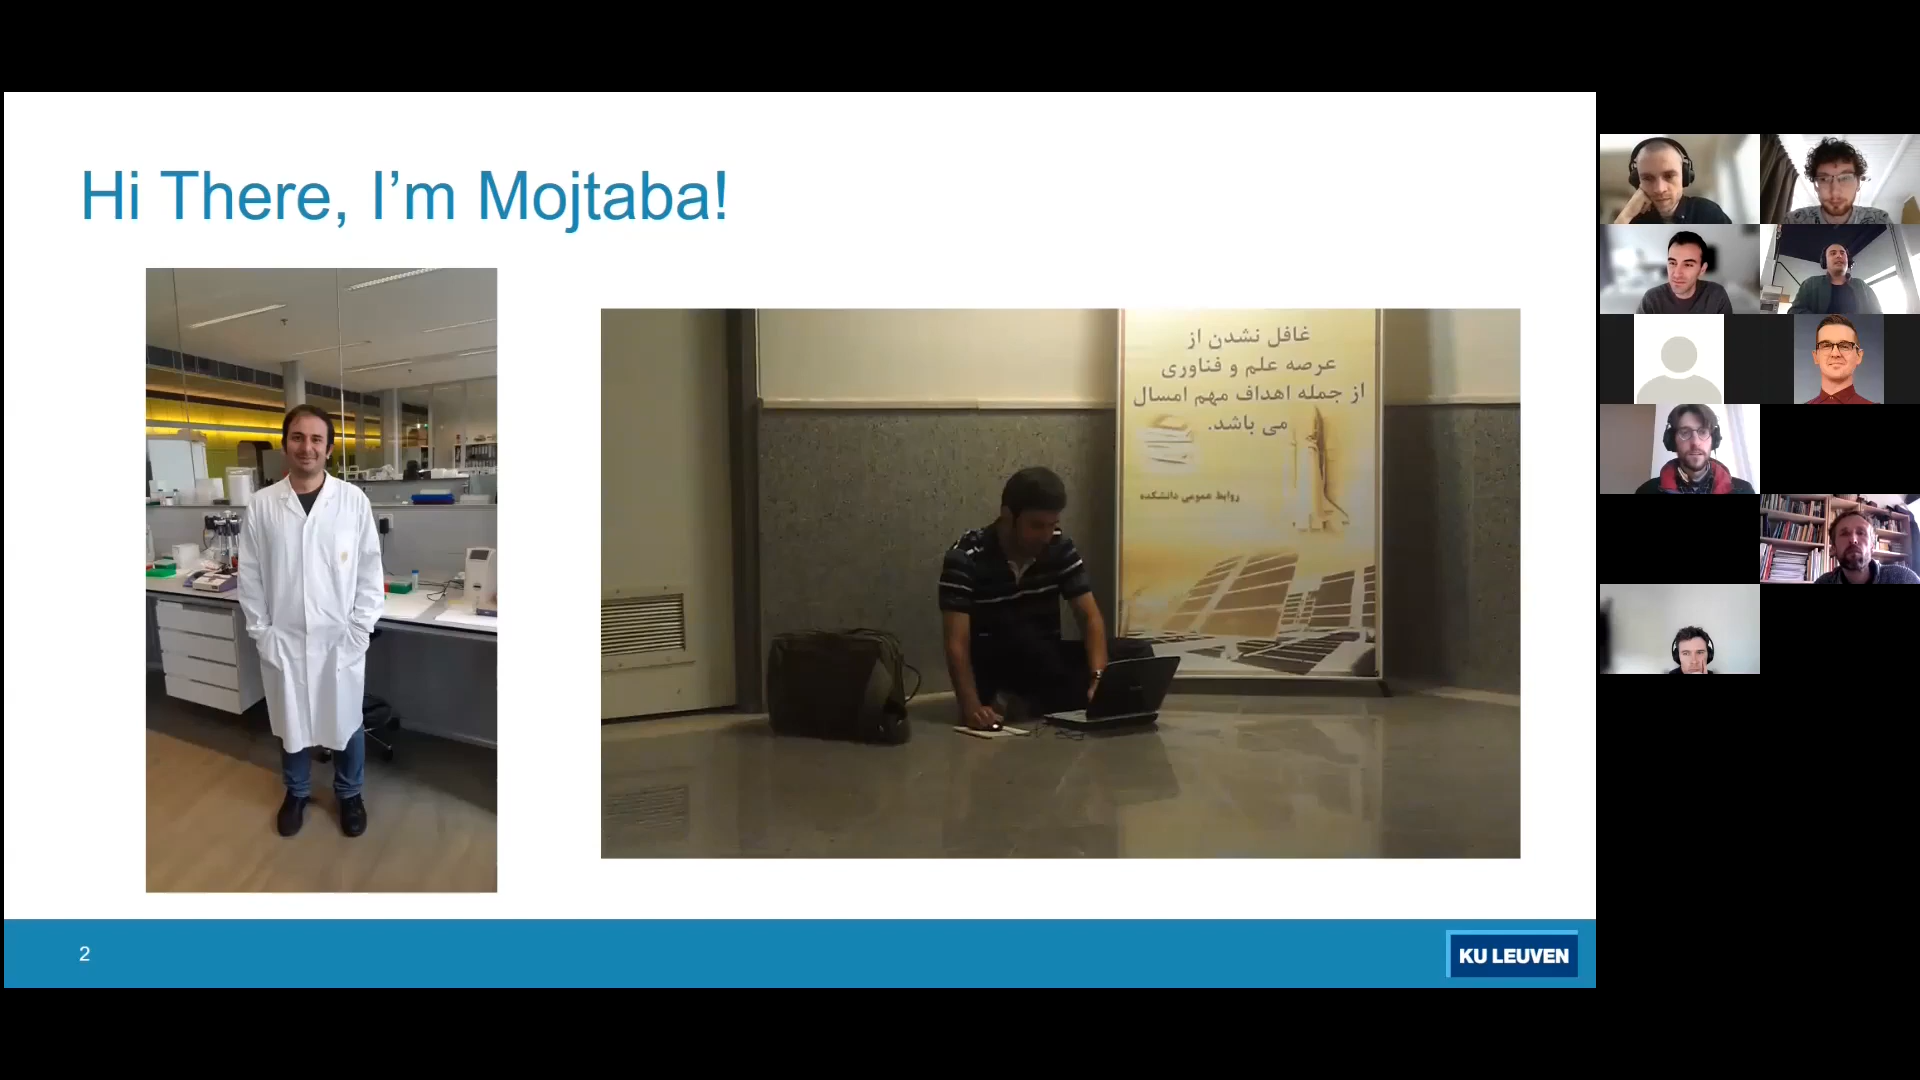 Hi There, I’m Mojtaba!
غافل نشدن از
عرصه علم و فناوری
از جمله اهداف مهم امسال
می باشد.
روابط عمومی دانشکده
2
KU LEUVEN